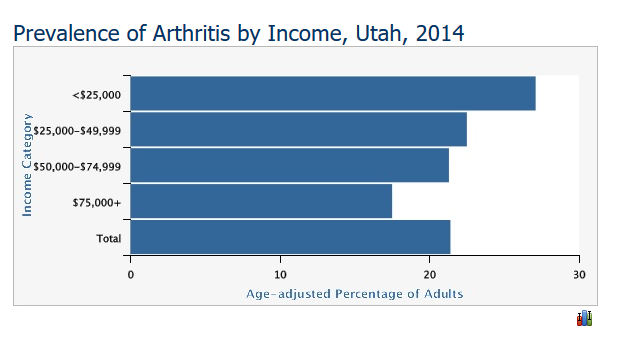 Prevalence of Arthritis by Income, Utah, 2014
Income Category
<$25,000
$25,000-$49,999
$50,000-$74,999
$75,000+
Total
0 10 20 30
Age-adjusted Percentage of Adults